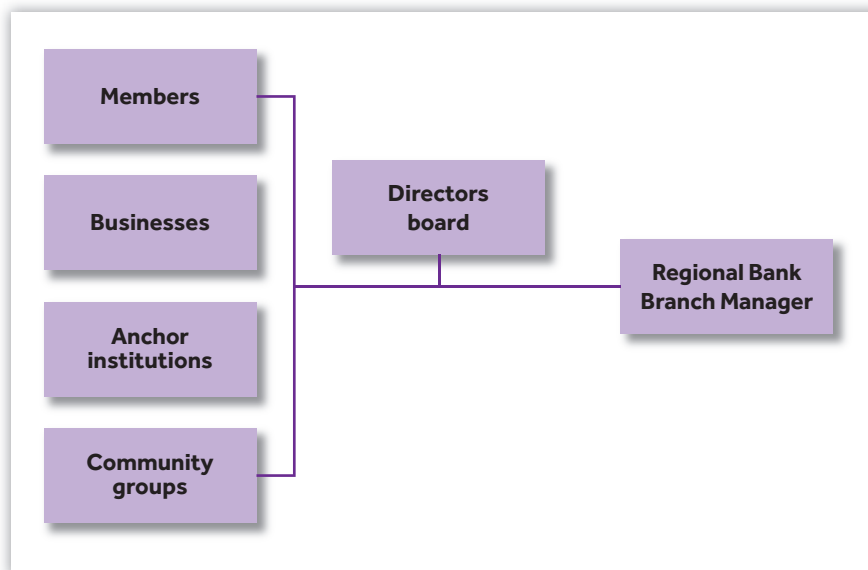 Members
Businesses
Anchor
institutions
Community
groups
Directors
board
Regional Bank
Branch Manager